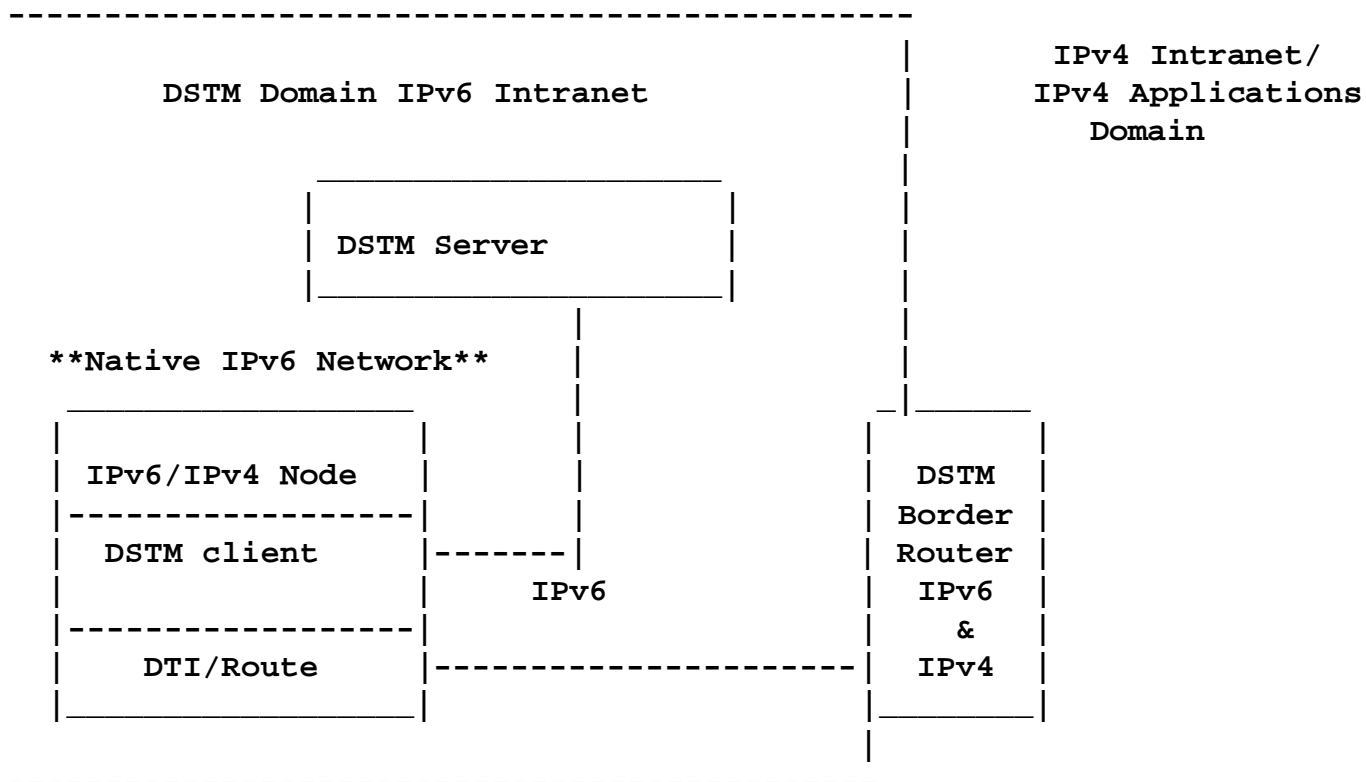 IPv4 Intranet/
DSTM Domain IPv6 Intranet IPv4 Applications
Domain
DSTM Server
**Native IPv6 Network**
IPv6/IPv4 Node DSTM
Border
DSTM client Router
IPv6 IPv6
&
DTI/Route IPv4